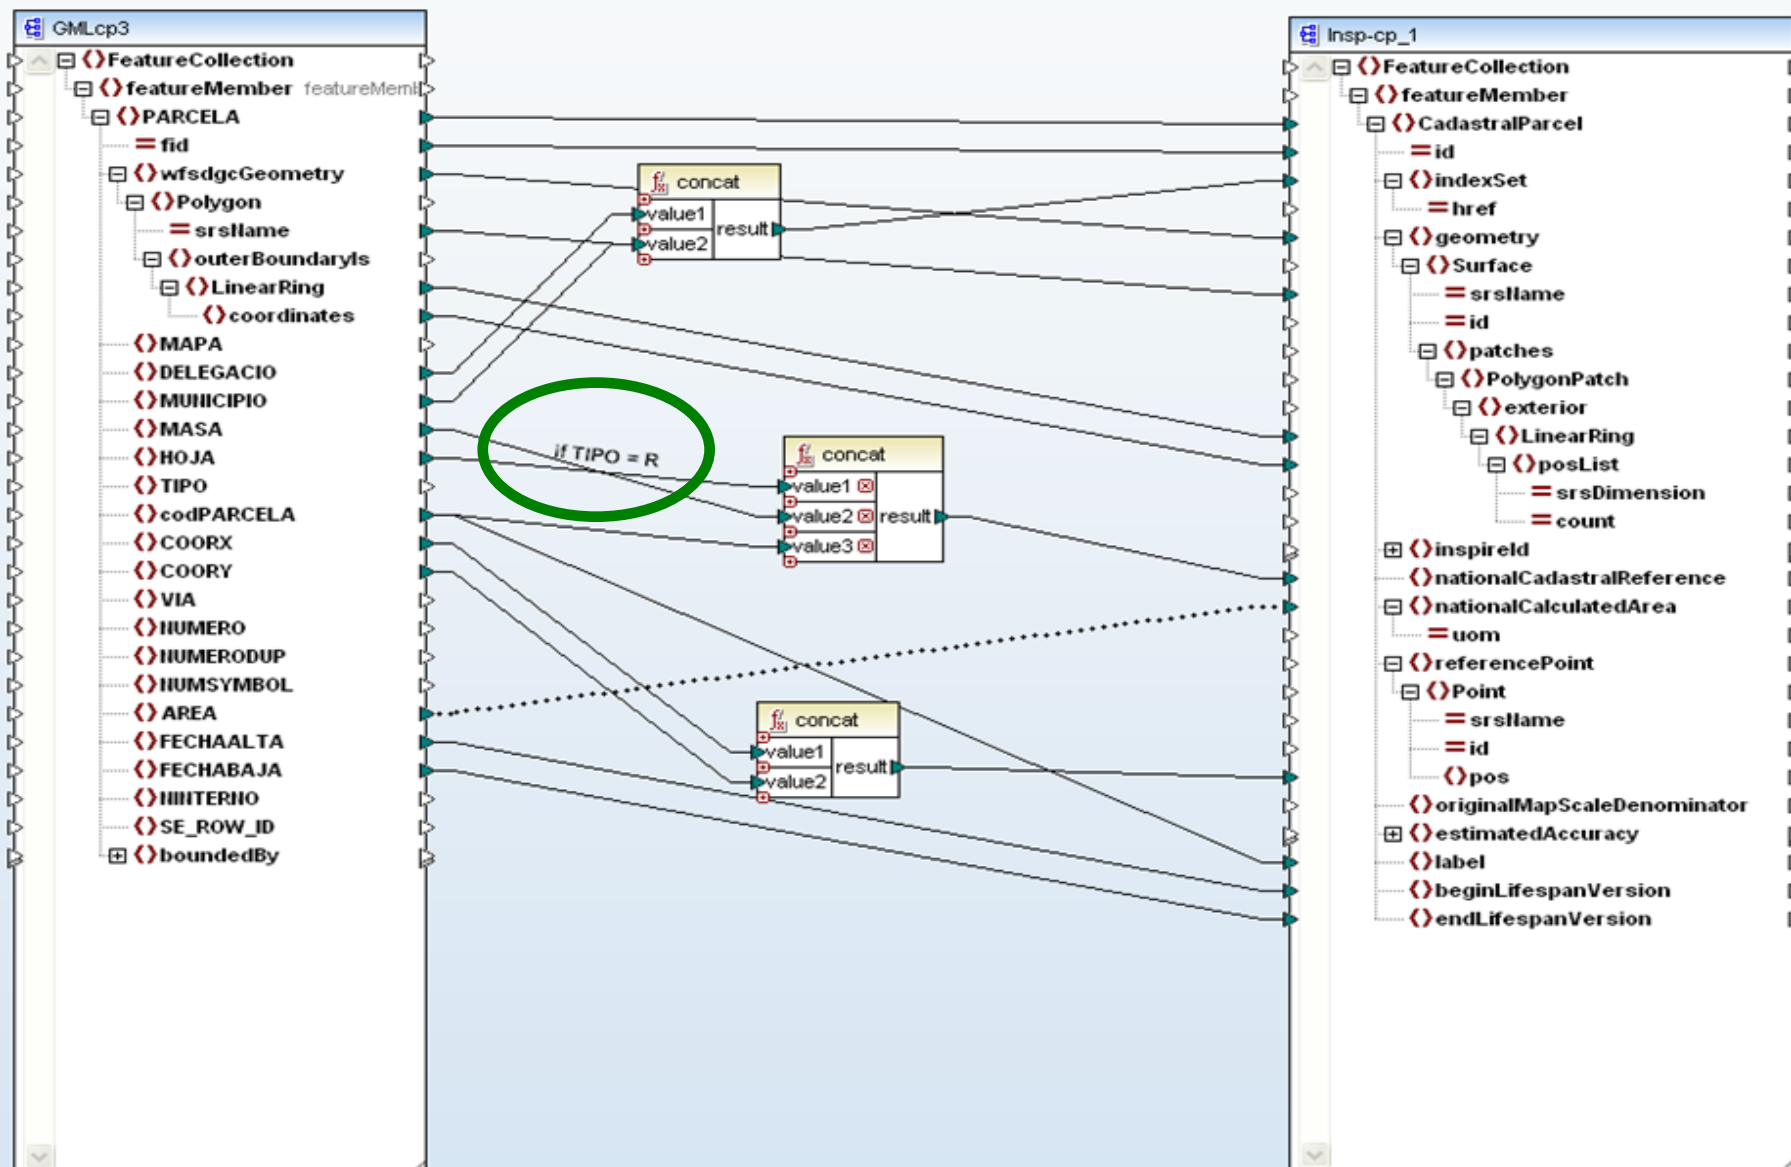 GMLcp3
FeatureCollection
featureMember featureMem
PARCELA
fid
wfsdgcGeometry
Polygon
srsName
outerBoundaryIs
LinearRing
coordinates
MAPA
DELEGACIO
MUNICIPIO
MASA
HOJA
TIPO
codPARCELA
COORX
COORY
VIA
NUMERO
NUMERODUP
NUMSYMBOL
AREA
FECHAALTA
FECHABAJA
NINTERNO
SE_ROW_ID
boundedBy
concat
value1
value2
result
if TIPO = R
concat
value1
value2
value3
result
concat
value1
value2
result
Insp-cp_1
FeatureCollection
featureMember
CadastralParcel
id
indexSet
href
geometry
Surface
srsName
id
patches
PolygonPatch
exterior
LinearRing
posList
srsDimension
count
inspireId
nationalCadastralReference
nationalCalculatedArea
uom
referencePoint
Point
srsName
id
pos
originalMapScaleDenominator
estimatedAccuracy
label
beginLifespanVersion
endLifespanVersion